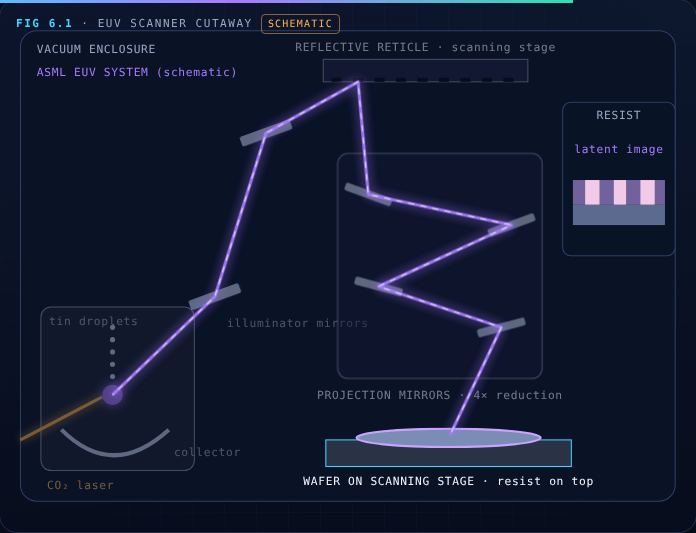 FIG 6.1 · EUV SCANNER CUTAWAY SCHEMATIC
VACUUM ENCLOSURE
REFLECTIVE RETICLE · scanning stage
ASML EUV SYSTEM (schematic)
RESIST
latent image
tin droplets
illuminator mirrors
PROJECTION MIRRORS · 4× reduction
collector
CO₂ laser
WAFER ON SCANNING STAGE · resist on top